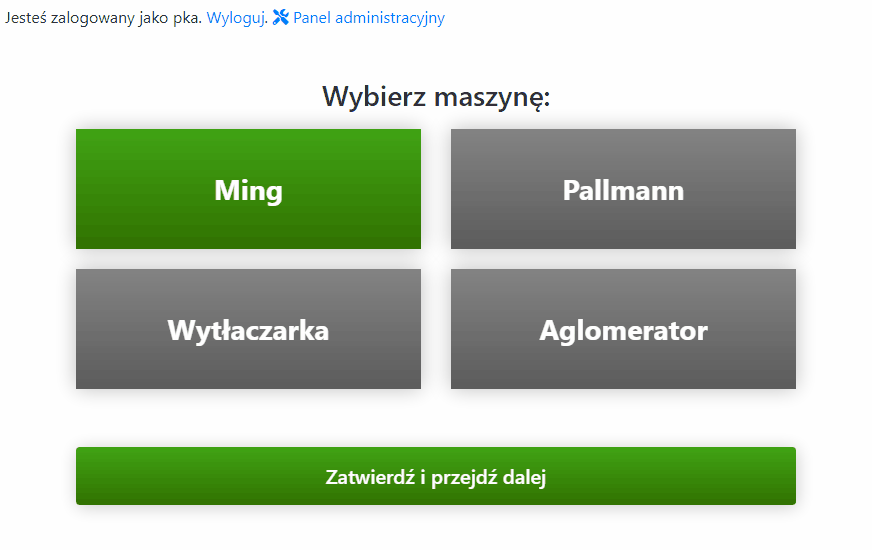 Jesteś zalogowany jako pka. Wyloguj. Panel administracyjny
Wybierz maszynę:
Ming
Pallmann
Wytłaczarka
Aglomerator
Zatwierdź i przejdź dalej